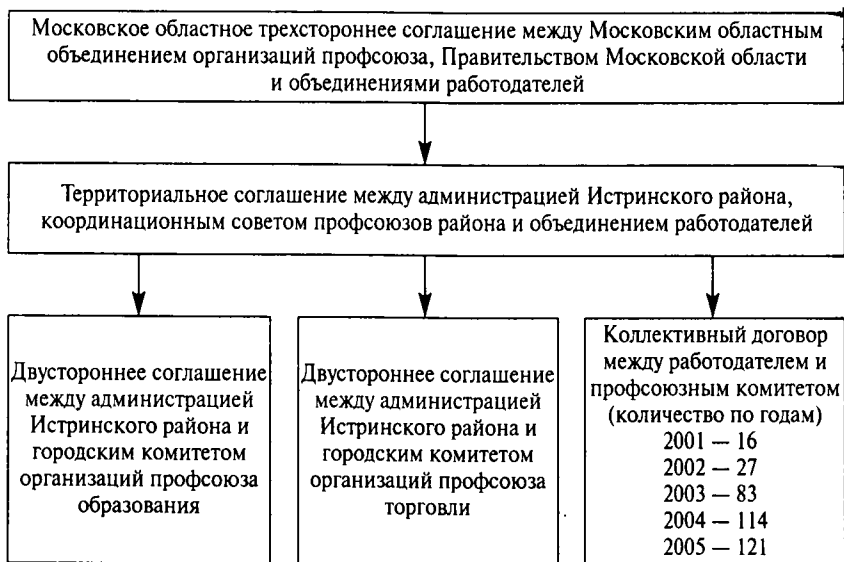 Московское областное трехстороннее соглашение между Московским областным
объединением организаций профсоюза, Правительством Московской области
и объединениями работодателей
Территориальное соглашение между администрацией Истринского района,
координационным советом профсоюзов района и объединением работодателей
Двустороннее соглашение
между администрацией
Истринского района и
городским комитетом
организаций профсоюза
образования
Двустороннее соглашение
между администрацией
Истринского района и
городским комитетом
организаций профсоюза
торговли
Коллективный договор
между работодателем и
профсоюзным комитетом
(количество по годам)
2001 — 16
2002 — 27
2003 — 83
2004 — 114
2005 — 121